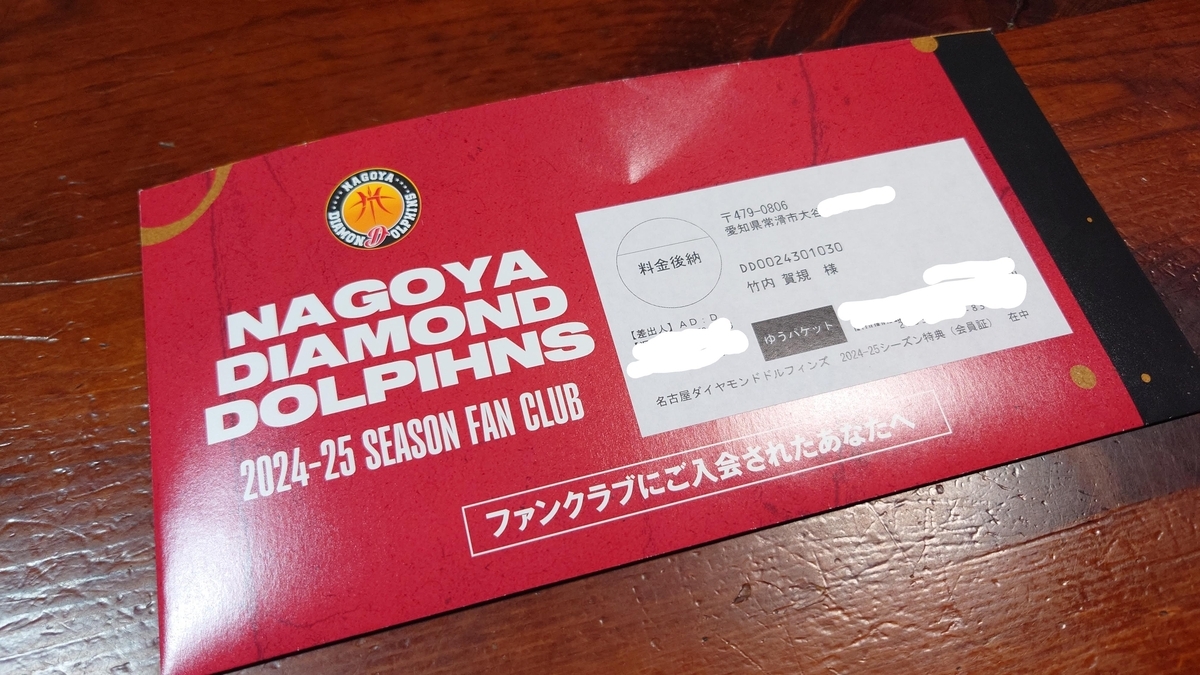 NAGOYA
DIAMOND
DOLPHINS
NAGOYA
DIAMOND
DOLPIHNS
2024-25 SEASON FAN CLUB
ファンクラブにご入会されたあなたへ
料金後納
〒479-0806
愛知県常滑市大谷
DD0024301030
竹内 賀規 様
【差出人】AD:D
ゆうパケット
名古屋ダイヤモンドドルフィンズ 2024-25シーズン特典(会員証) 在中